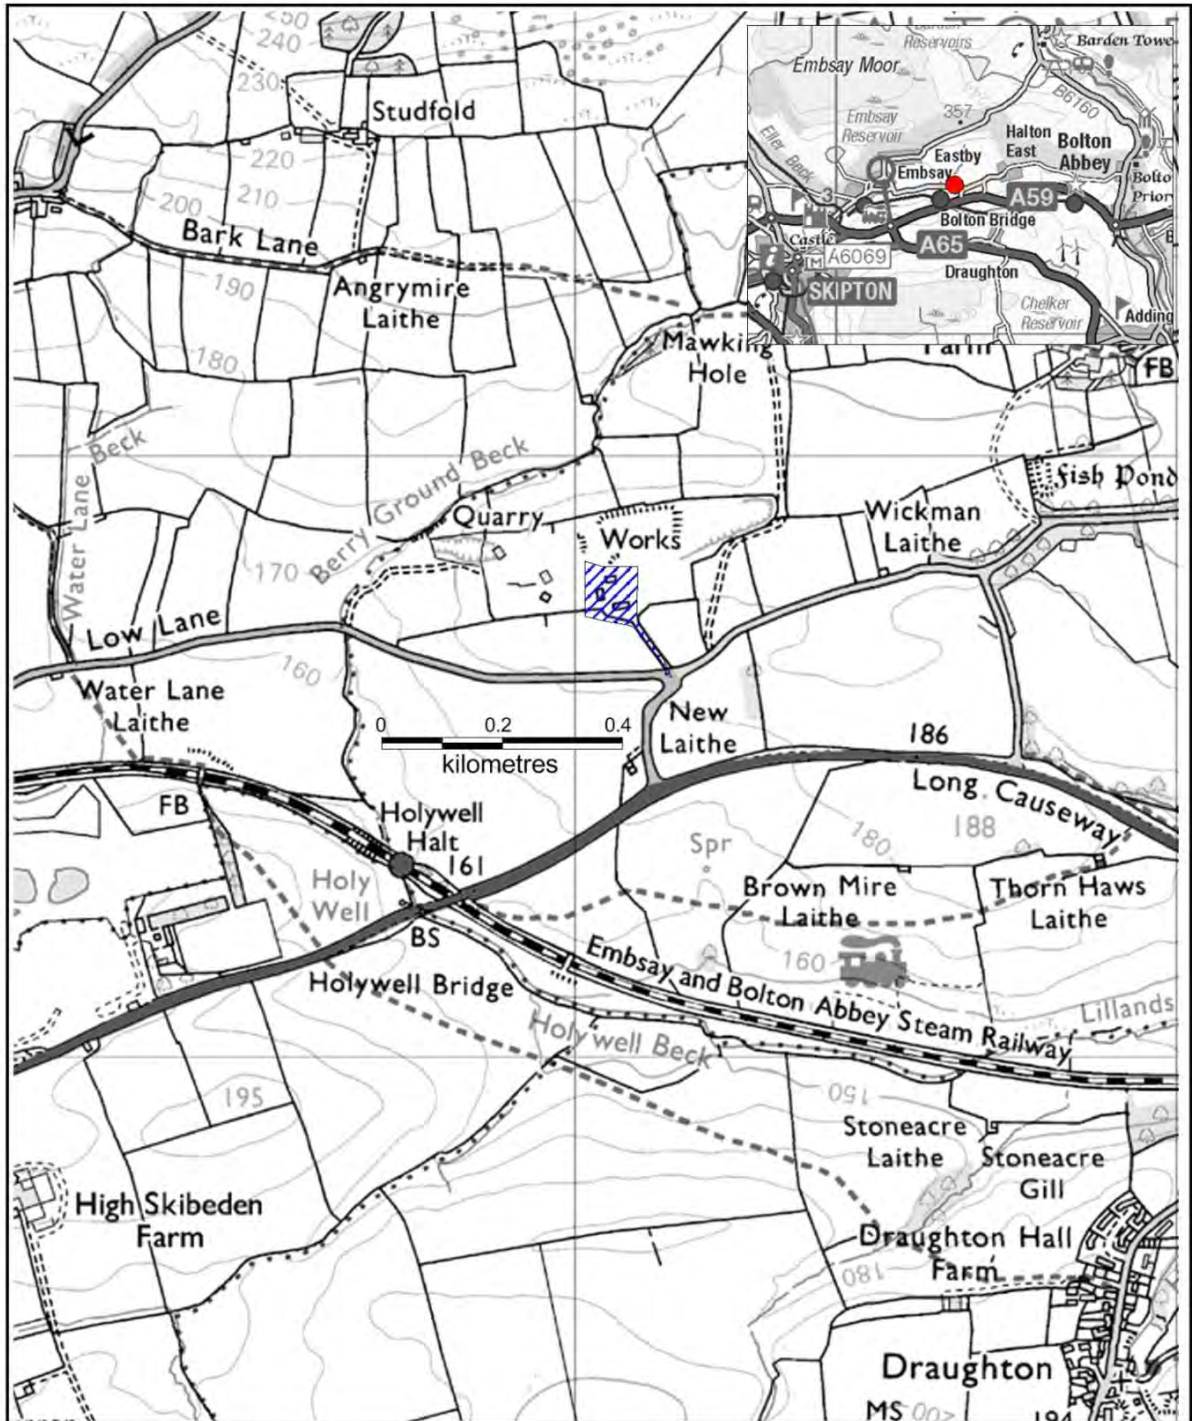 250
240
230
Studfold
220
210
200
Bark Lane
190
Angrymire
Laithe
180
Embsay Moor
Reservoirs
Barden Towe
B6160
Embsay
Reservoir
357
Halton
East
Bolton
Abbey
Eller Beck
Eastby
Embsay
A59
Bolton Bridge
Castle
A6069
A65
Draughton
SKIPTON
Chelker
Reservoir
Adding
Mawking
Hole
Farm
FB
Water Lane Beck
Berry Ground Beck
Quarry
Works
Wickman
Laithe
Fish Pond
170
Low Lane
160
Water Lane
Laithe
0 0.2 0.4
kilometres
New
Laithe
186
Long Causeway
FB
Holywell
Halt
161
Holy
Well
BS
Spr
180
188
Brown Mire
Laithe
Thorn Haws
Laithe
160
Holywell Bridge
Embsay and Bolton Abbey Steam Railway
Lillands
Holywell Beck
195
150
Stoneacre
Laithe
Stoneacre
Gill
High Skibeden
Farm
Draughton Hall
Farm
180
Draughton
MS
200